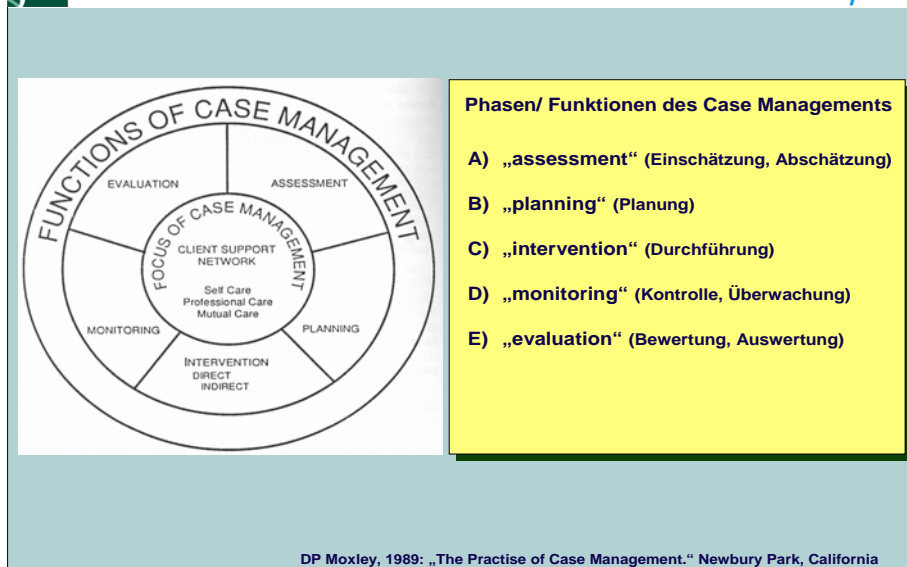 FUNCTIONS OF CASE MANAGEMENT
EVALUATION
ASSESSMENT
FOCUS OF CASE MANAGEMENT
CLIENT SUPPORT
NETWORK
Self Care
Professional Care
Mutual Care
MONITORING
PLANNING
INTERVENTION
DIRECT
INDIRECT
Phasen/ Funktionen des Case Managements
A) „assessment“ (Einschätzung, Abschätzung)
B) „planning“ (Planung)
C) „intervention“ (Durchführung)
D) „monitoring“ (Kontrolle, Überwachung)
E) „evaluation“ (Bewertung, Auswertung)
DP Moxley, 1989: „The Practise of Case Management.“ Newbury Park, California